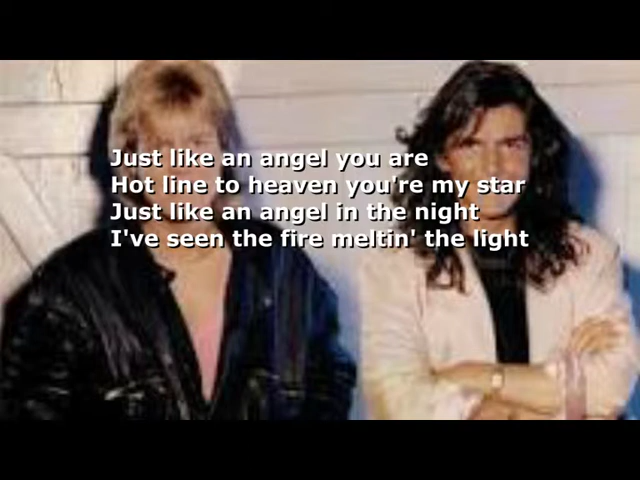 Just like an angel you are
Hot line to heaven you're my star
Just like an angel in the night
I've seen the fire meltin' the light